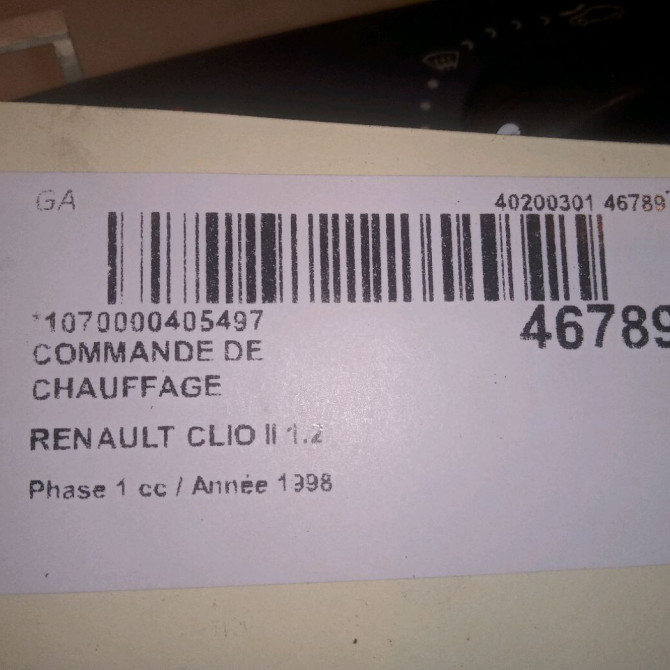 GA
40200301 46789
*1070000405497
46789
COMMANDE DE
CHAUFFAGE
RENAULT CLIO II 1.2
Phase 1 cc / Année 1998